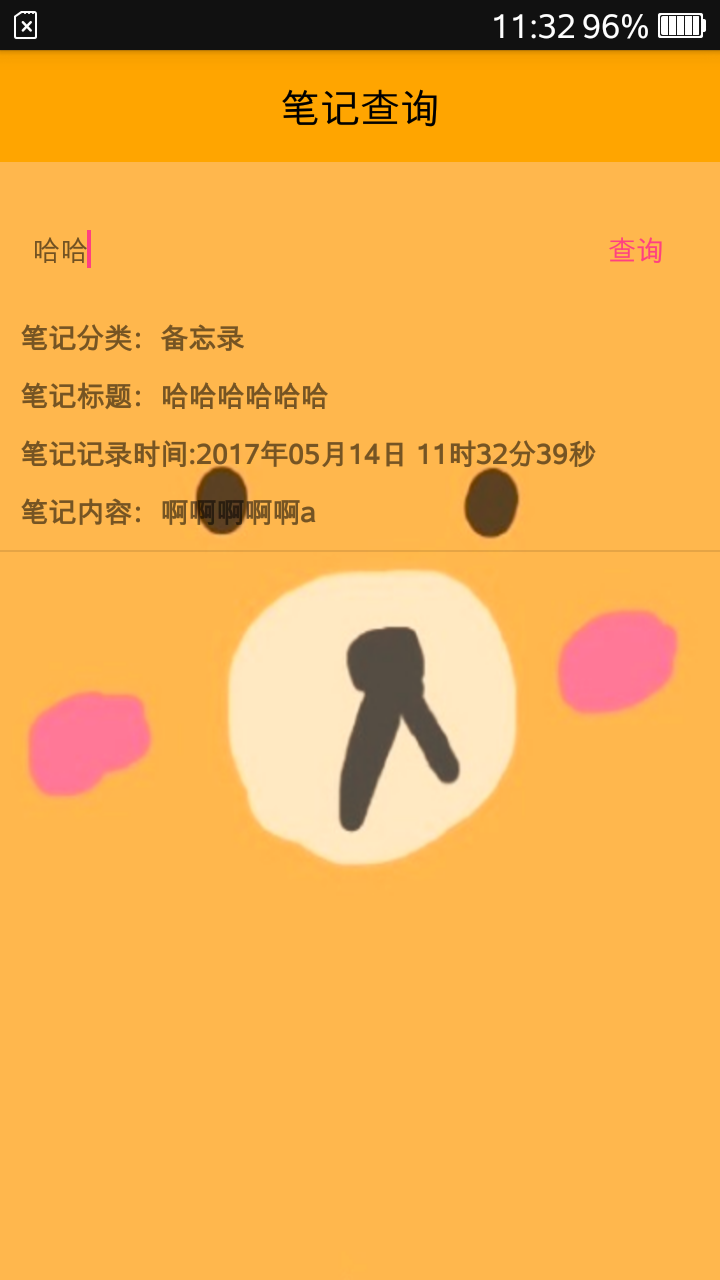 11:32 96%
笔记查询
哈哈 查询
笔记分类：备忘录
笔记标题：哈哈哈哈哈哈
笔记记录时间:2017年05月14日 11时32分39秒
笔记内容：啊啊啊啊啊a